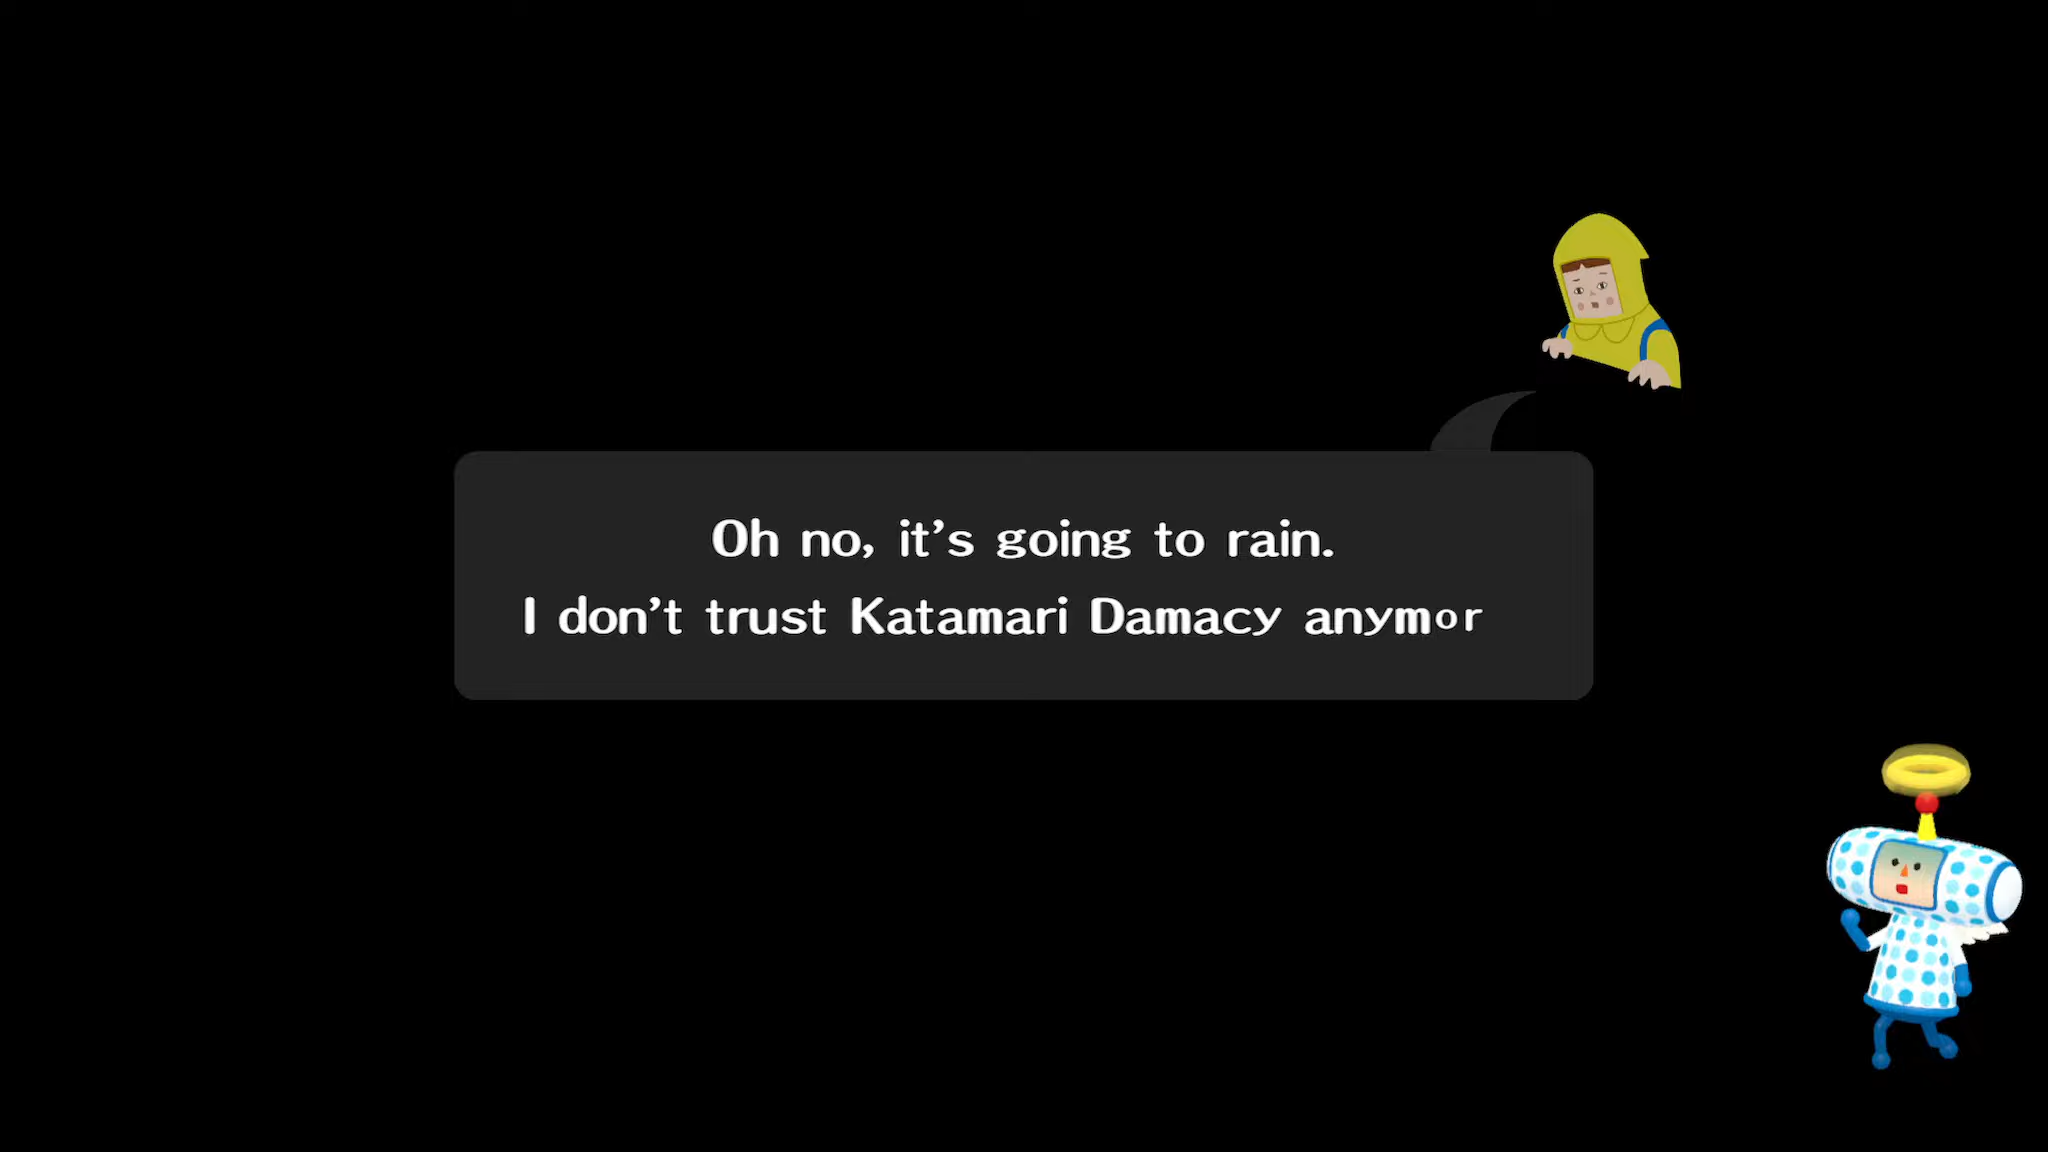 Oh no, it's going to rain.
I don't trust Katamari Damacy anymor